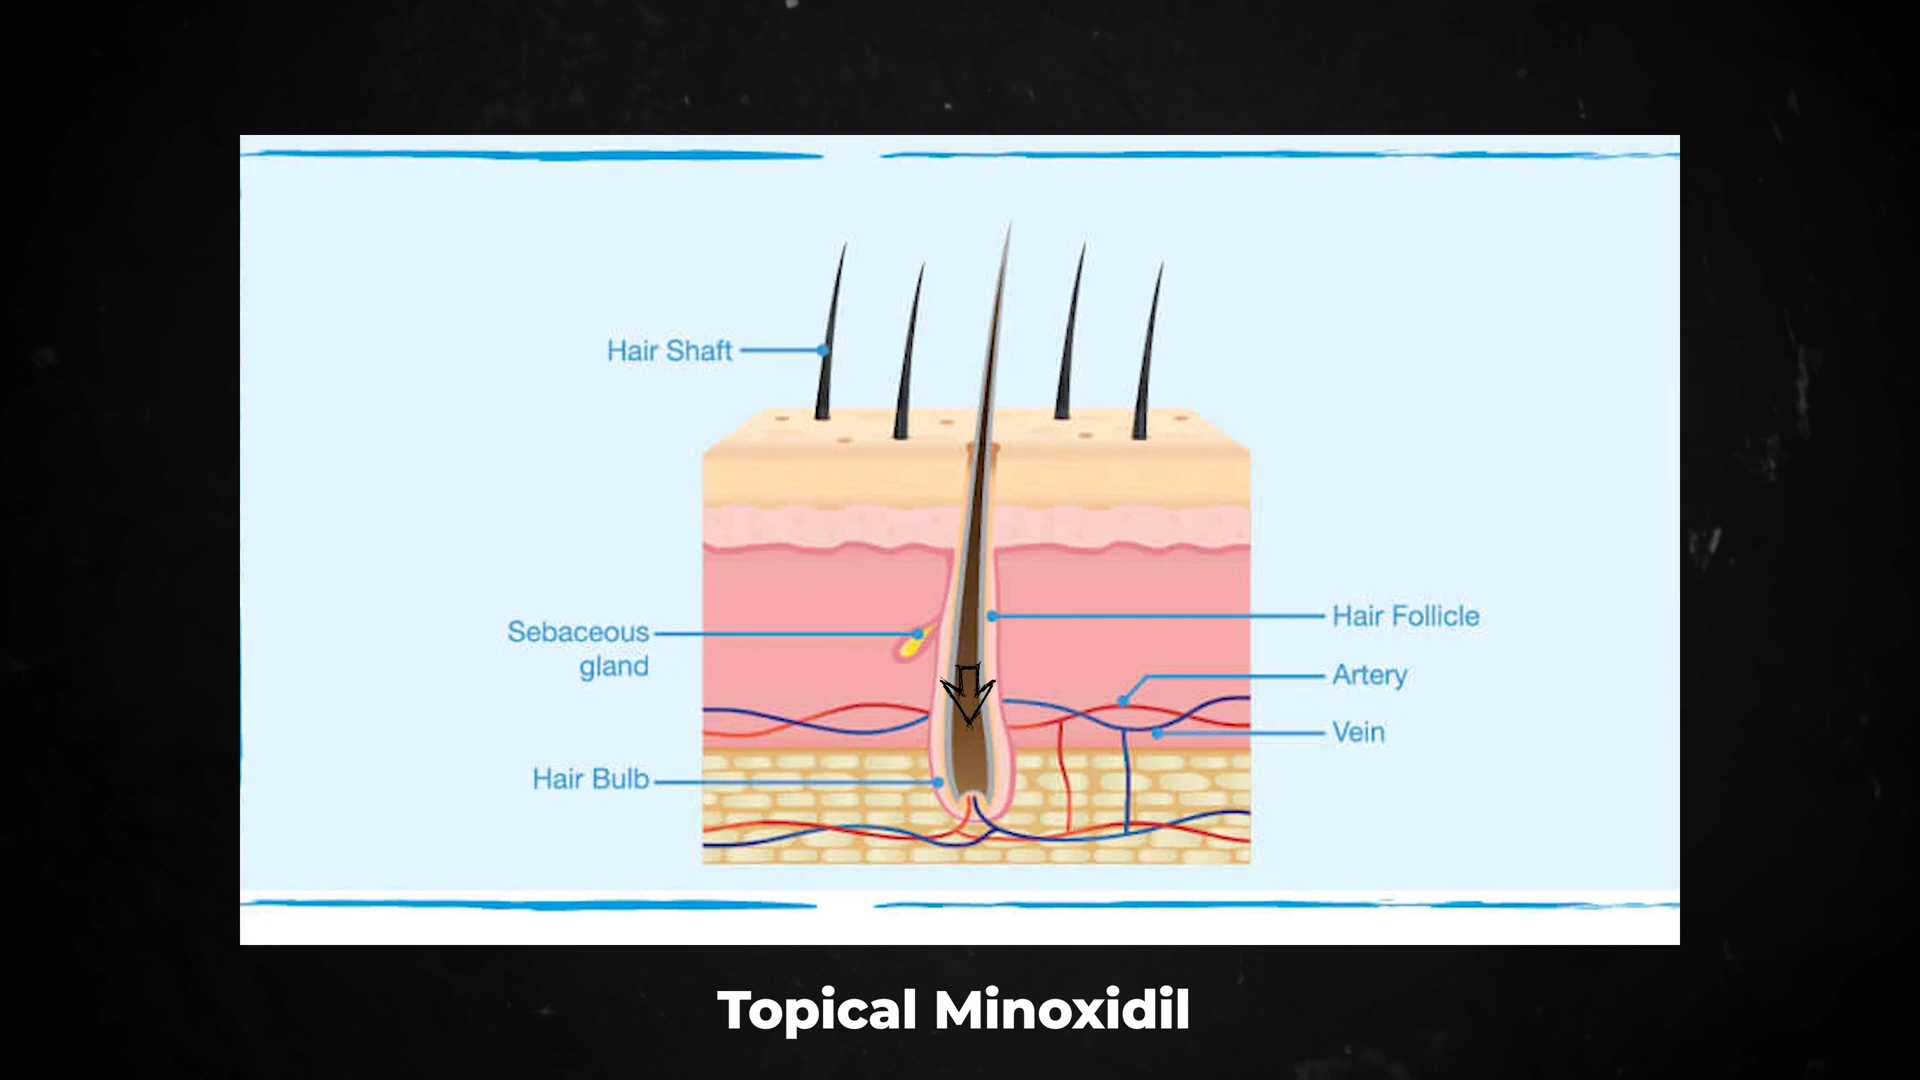 Hair Shaft
Sebaceous
gland
Hair Bulb
Hair Follicle
Artery
Vein
Topical Minoxidil